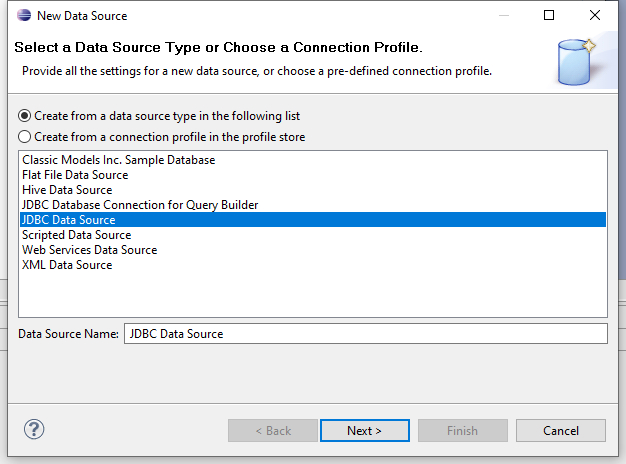 New Data Source
Select a Data Source Type or Choose a Connection Profile.
Provide all the settings for a new data source, or choose a pre-defined connection profile.
Create from a data source type in the following list
Create from a connection profile in the profile store
Classic Models Inc. Sample Database
Flat File Data Source
Hive Data Source
JDBC Database Connection for Query Builder
JDBC Data Source
Scripted Data Source
Web Services Data Source
XML Data Source
Data Source Name: JDBC Data Source
? < Back Next > Finish Cancel